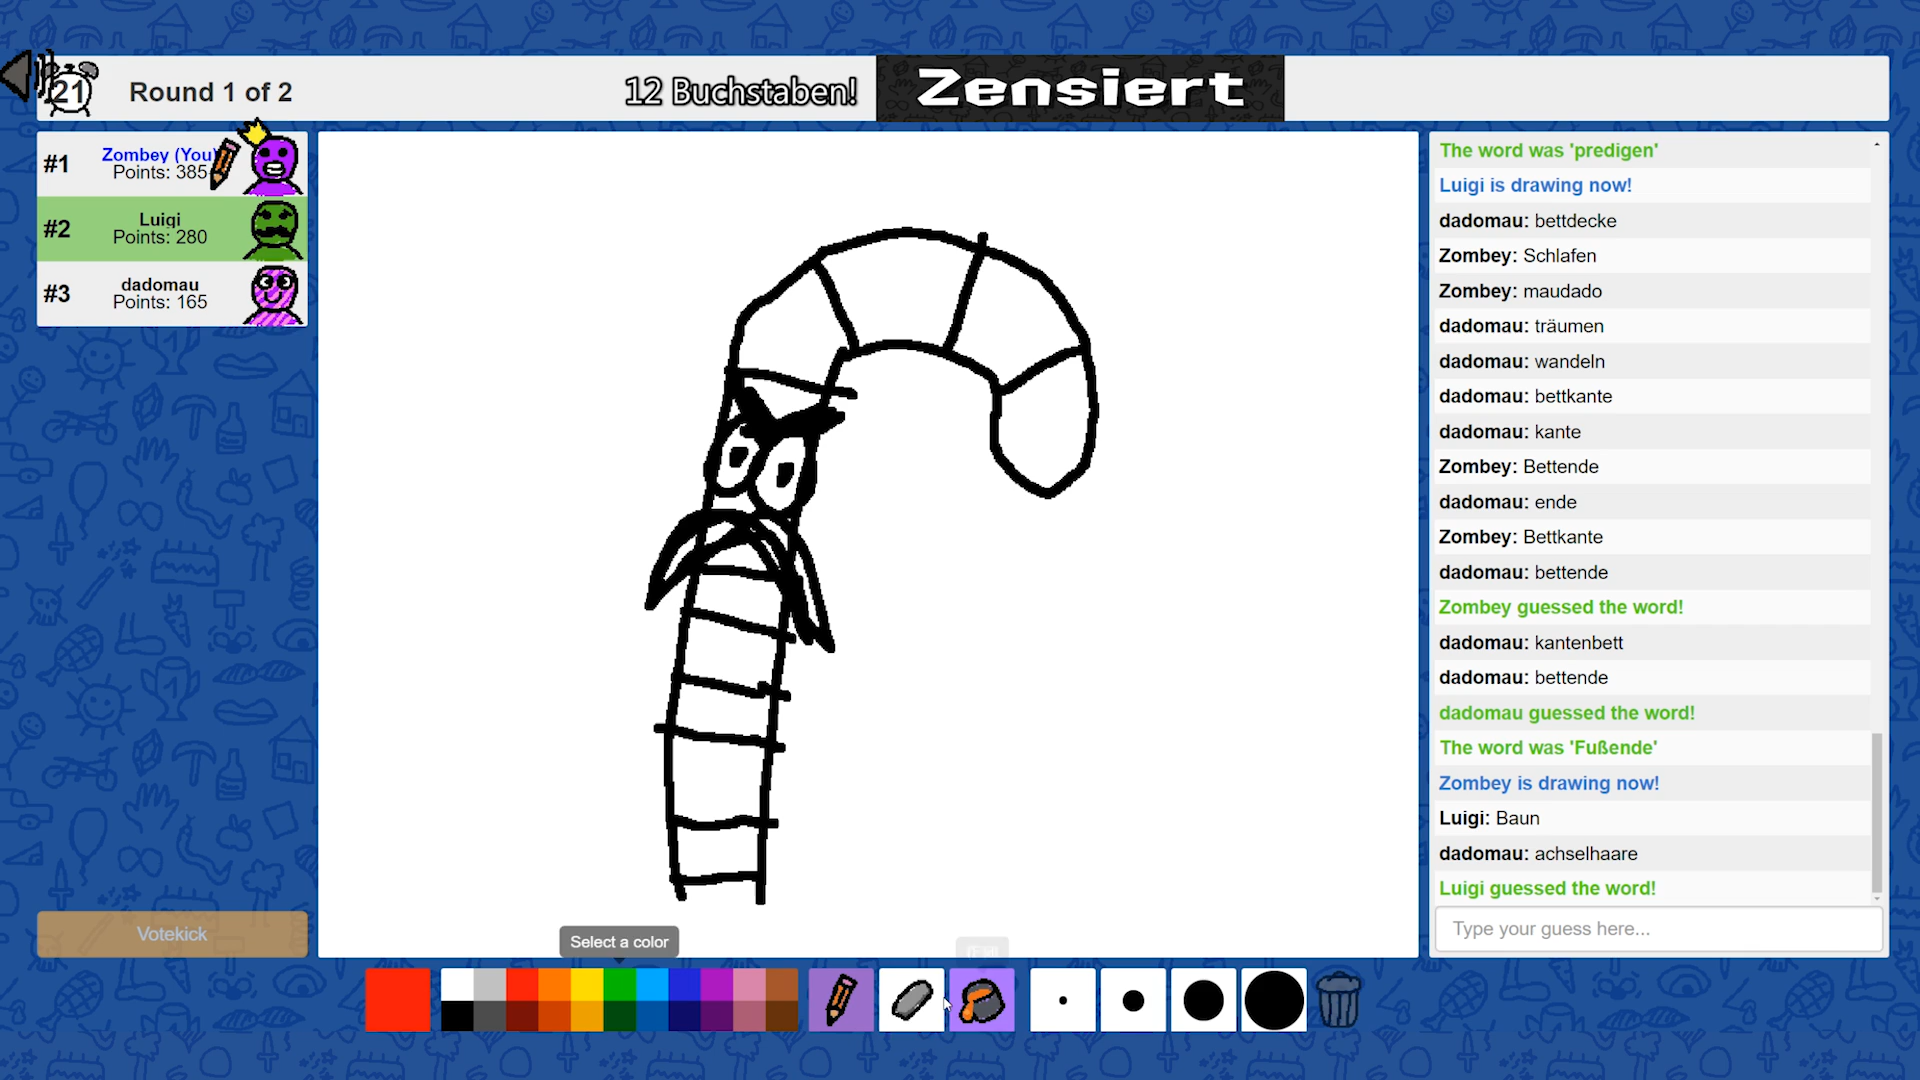 21
Round 1 of 2
12 Buchstaben!
Zensiert
#1
Zombey (You)
Points: 385
#2
Luigi
Points: 280
#3
dadomau
Points: 165
Votekick
The word was 'predigen'
Luigi is drawing now!
dadomau: bettdecke
Zombey: Schlafen
Zombey: maudado
dadomau: träumen
dadomau: wandeln
dadomau: bettkante
dadomau: kante
Zombey: Bettende
dadomau: ende
Zombey: Bettkante
dadomau: bettende
Zombey guessed the word!
dadomau: kantenbett
dadomau: bettende
dadomau guessed the word!
The word was 'Fußende'
Zombey is drawing now!
Luigi: Baun
dadomau: achselhaare
Luigi guessed the word!
Type your guess here...
Select a color